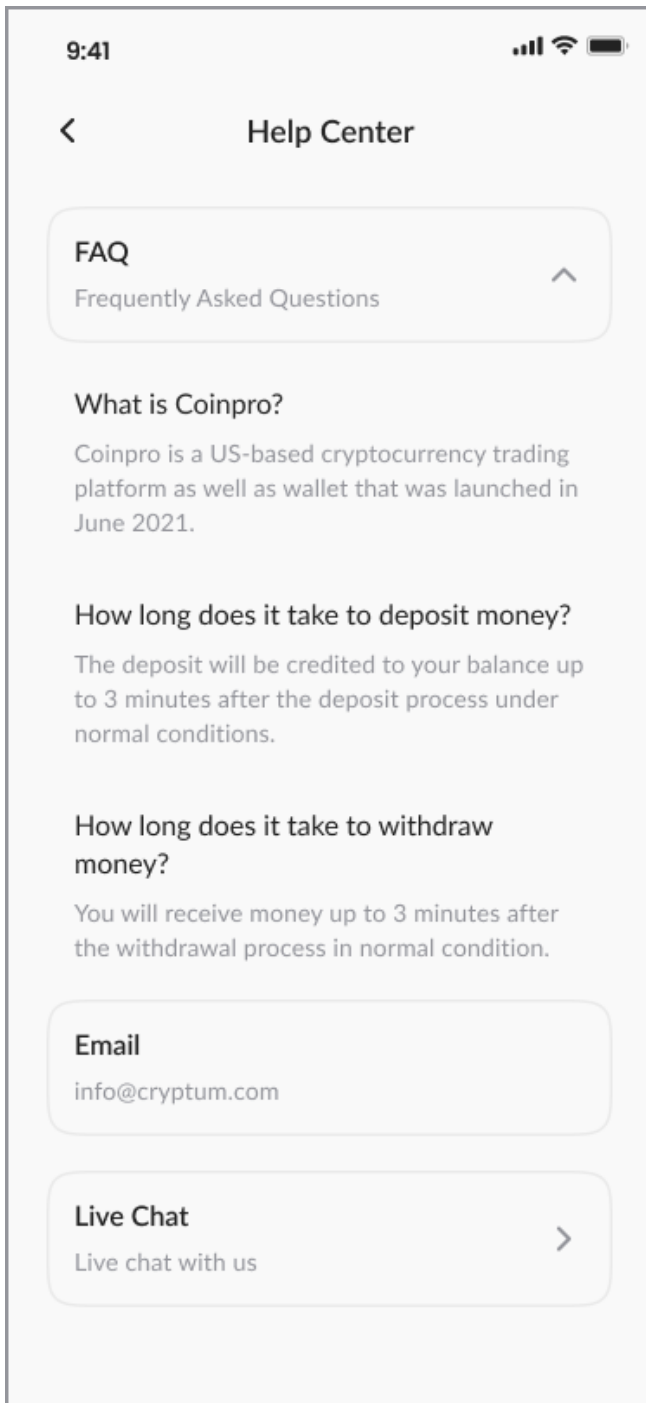 9:41
Help Center
FAQ
Frequently Asked Questions
What is Coinpro?
Coinpro is a US-based cryptocurrency trading
platform as well as wallet that was launched in
June 2021.
How long does it take to deposit money?
The deposit will be credited to your balance up
to 3 minutes after the deposit process under
normal conditions.
How long does it take to withdraw
money?
You will receive money up to 3 minutes after
the withdrawal process in normal condition.
Email
info@cryptum.com
Live Chat
Live chat with us